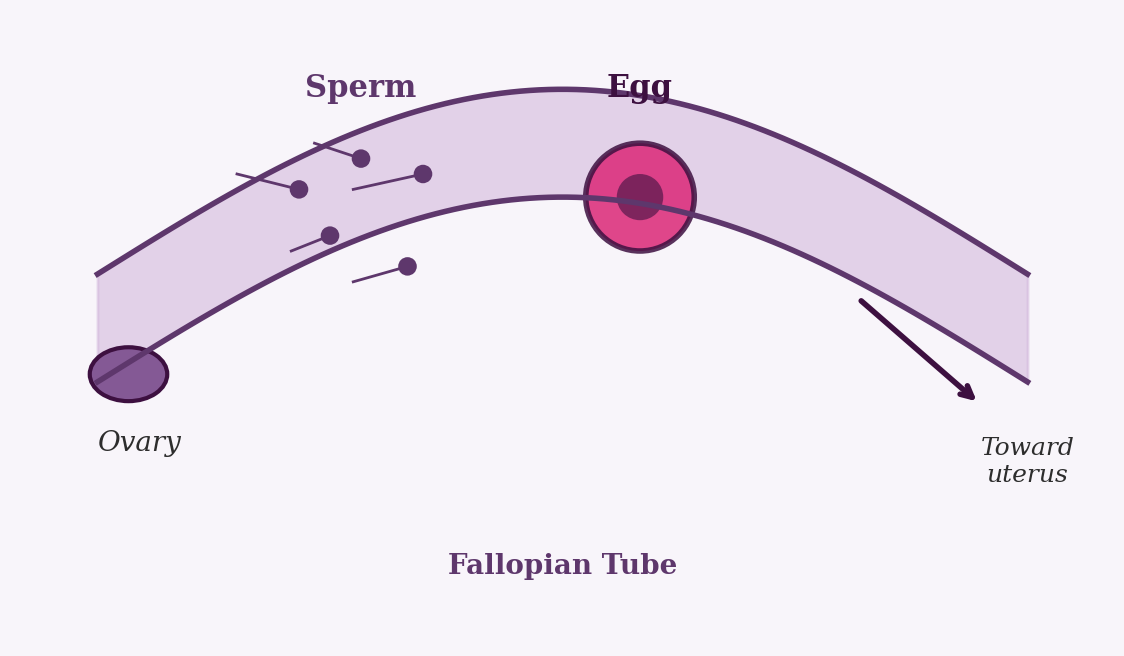 Sperm
Egg
Ovary
Toward
uterus
Fallopian Tube